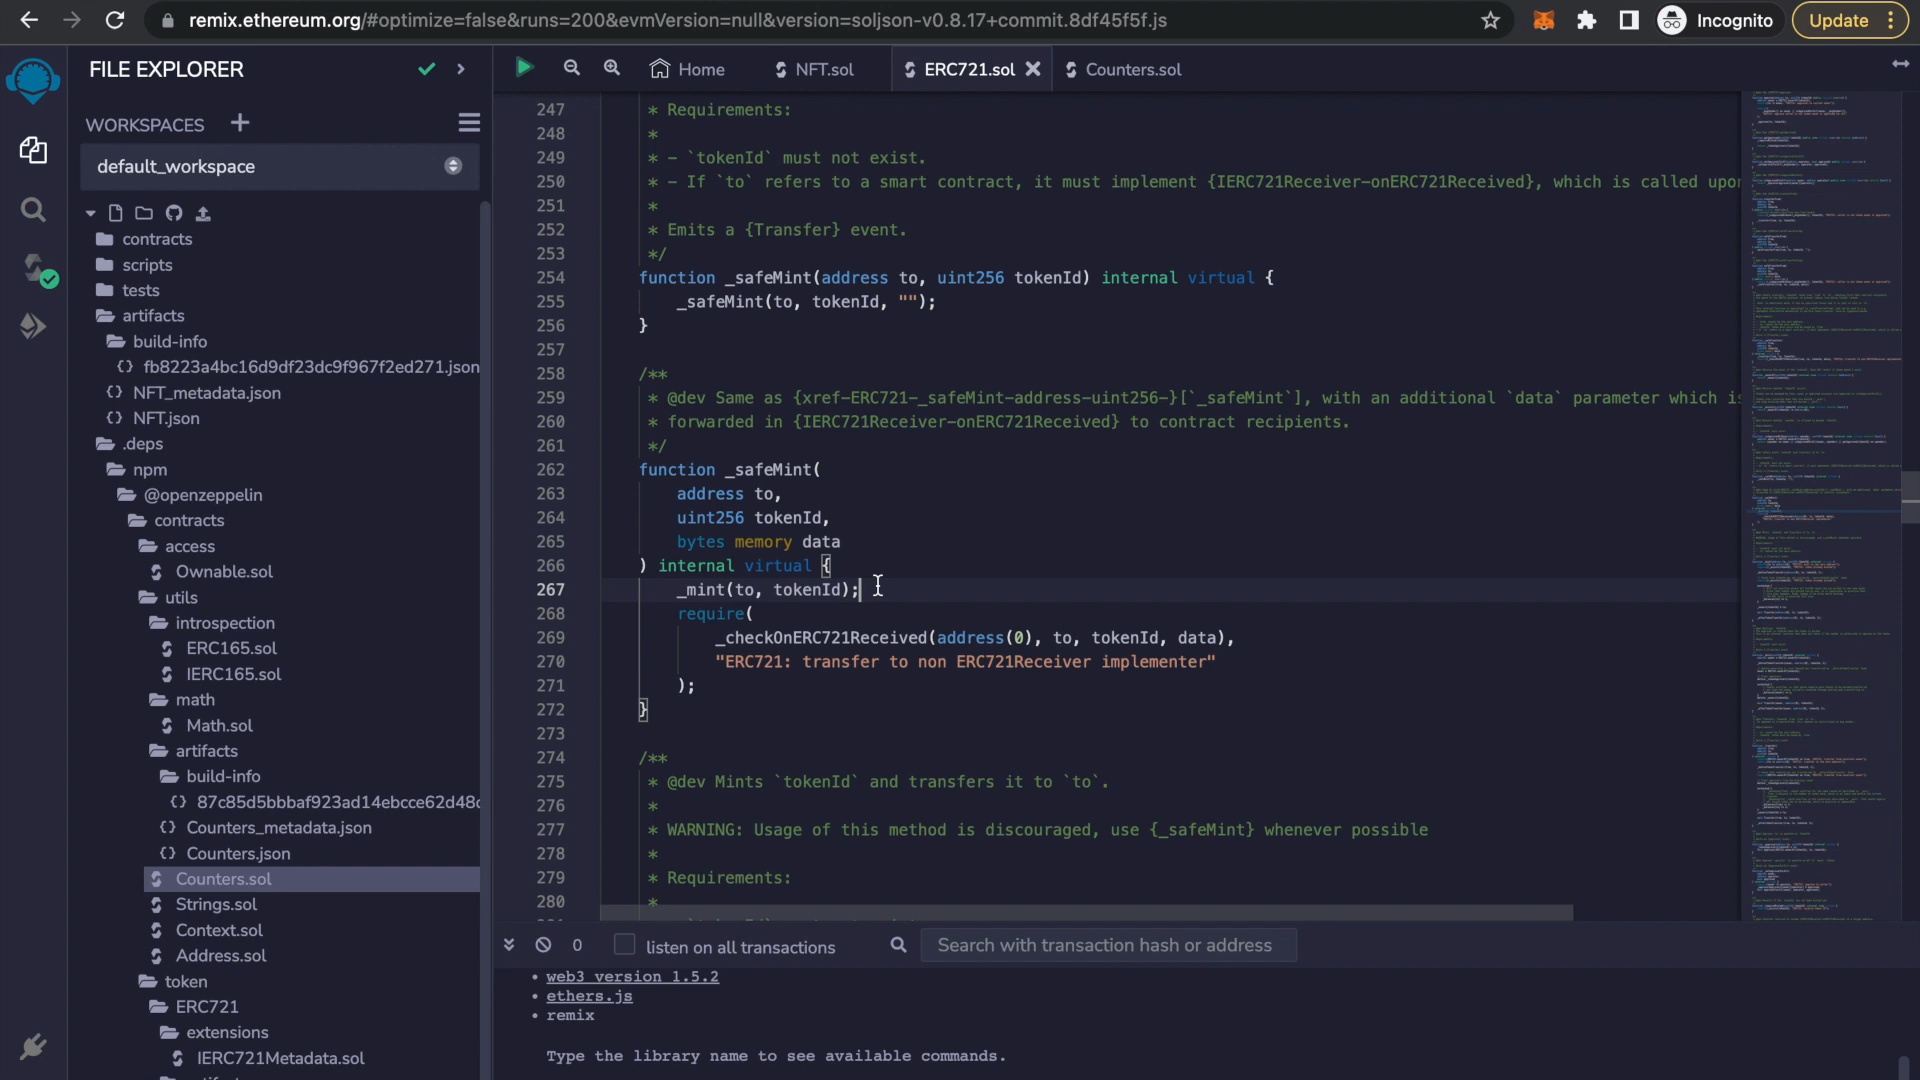 remix.ethereum.org/#optimize=false&runs=200&evmVersion=null&version=soljson-v0.8.17+commit.8df45f5f.js
Incognito
Update
FILE EXPLORER
Home
NFT.sol
ERC721.sol
Counters.sol
WORKSPACES
default_workspace
contracts
scripts
tests
artifacts
build-info
fb8223a4bc16d9df23dc9f967f2ed271.json
NFT_metadata.json
NFT.json
.deps
npm
@openzeppelin
contracts
access
Ownable.sol
utils
introspection
ERC165.sol
IERC165.sol
math
Math.sol
artifacts
build-info
87c85d5bbbaf923ad14ebcce62d48c
Counters_metadata.json
Counters.json
Counters.sol
Strings.sol
Context.sol
Address.sol
token
ERC721
extensions
IERC721Metadata.sol
247 * Requirements:
248 *
249 * - `tokenId` must not exist.
250 * - If `to` refers to a smart contract, it must implement {IERC721Receiver-onERC721Received}, which is called upon
251 *
252 * Emits a {Transfer} event.
253 */
254 function _safeMint(address to, uint256 tokenId) internal virtual {
255 _safeMint(to, tokenId, "");
256 }
257
258 /**
259 * @dev Same as {xref-ERC721-_safeMint-address-uint256-}[`_safeMint`], with an additional `data` parameter which is
260 * forwarded in {IERC721Receiver-onERC721Received} to contract recipients.
261 */
262 function _safeMint(
263 address to,
264 uint256 tokenId,
265 bytes memory data
266 ) internal virtual {
267 _mint(to, tokenId);
268 require(
269 _checkOnERC721Received(address(0), to, tokenId, data),
270 "ERC721: transfer to non ERC721Receiver implementer"
271 );
272 }
273
274 /**
275 * @dev Mints `tokenId` and transfers it to `to`.
276 *
277 * WARNING: Usage of this method is discouraged, use {_safeMint} whenever possible
278 *
279 * Requirements:
280 *
0
listen on all transactions
Search with transaction hash or address
• web3 version 1.5.2
• ethers.js
• remix
Type the library name to see available commands.